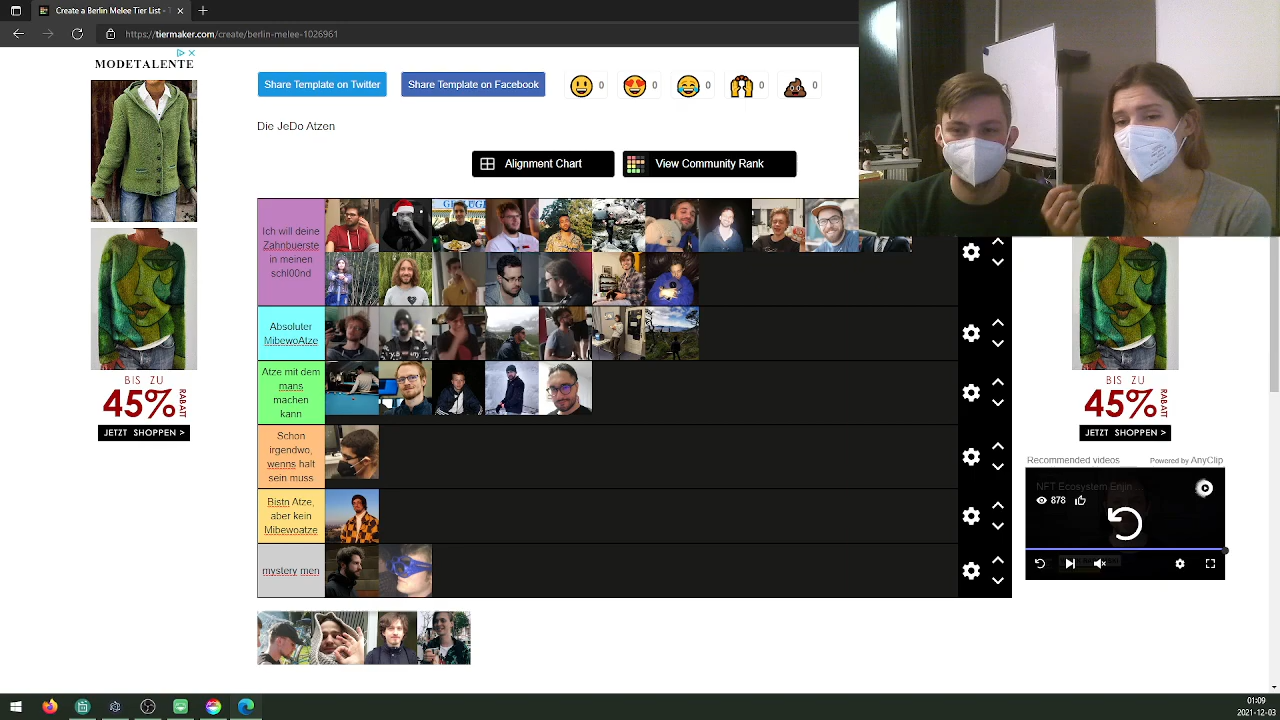 Create a Berlin Melee Tier List - T
https://tiermaker.com/create/berlin-melee-1026961
MODETALENTE
Share Template on Twitter
Share Template on Facebook
0
0
0
0
0
Die JeDo Atzen
Alignment Chart
View Community Rank
Ich will deine
Zahnbuerste
in meinen
schl00nd
Absoluter
MibewoAtze
Atze mit dem
mans
machen
kann
Schon
irgendwo,
wenns halt
sein muss
Bistn Atze,
aber kein
Mibewoatze
mystery men
BIS ZU
45%
RABATT
JETZT SHOPPEN >
BIS ZU
45%
RABATT
JETZT SHOPPEN >
Recommended videos
Powered by AnyClip
NFT Ecosystem Enjin
878
01:09
2021-12-03